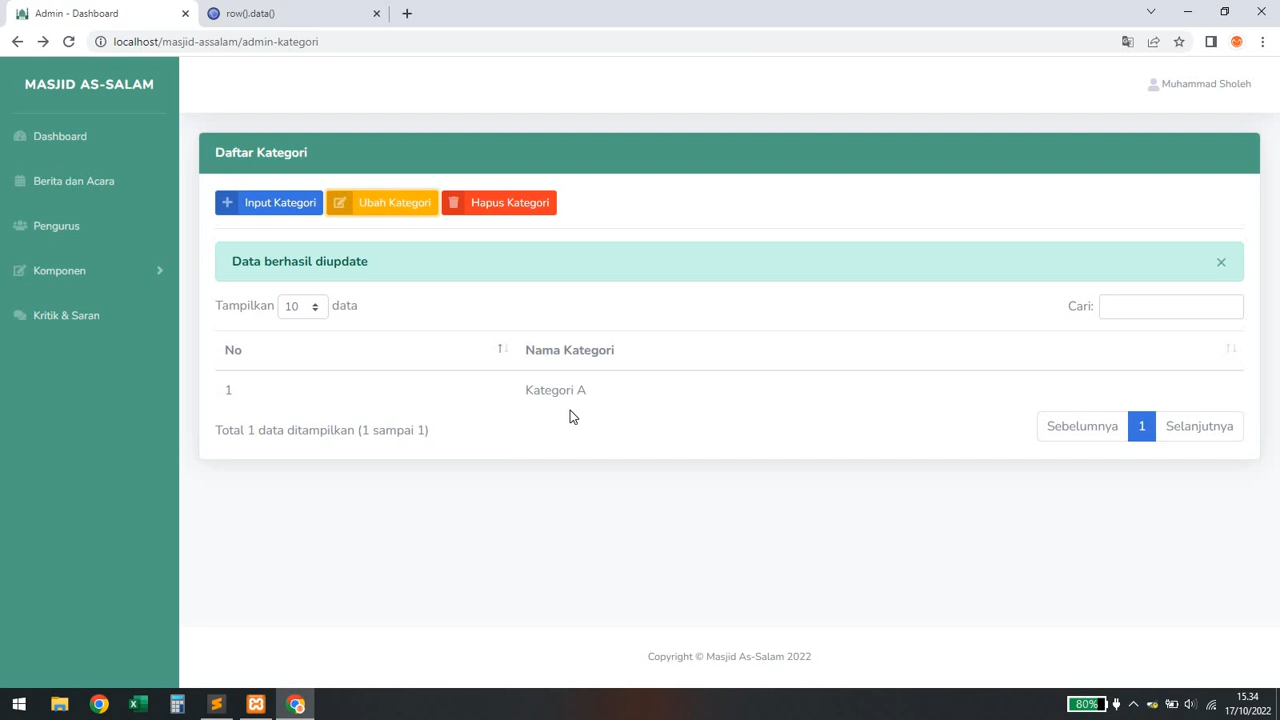 Admin - Dashboard
row().data()
localhost/masjid-assalam/admin-kategori
MASJID AS-SALAM
Muhammad Sholeh
Dashboard
Berita dan Acara
Pengurus
Komponen
Kritik & Saran
Daftar Kategori
Input Kategori
Ubah Kategori
Hapus Kategori
Data berhasil diupdate
Tampilkan 10 data
Cari:
No
Nama Kategori
1
Kategori A
Total 1 data ditampilkan (1 sampai 1)
Sebelumnya 1 Selanjutnya
Copyright © Masjid As-Salam 2022
80%
15.34
17/10/2022